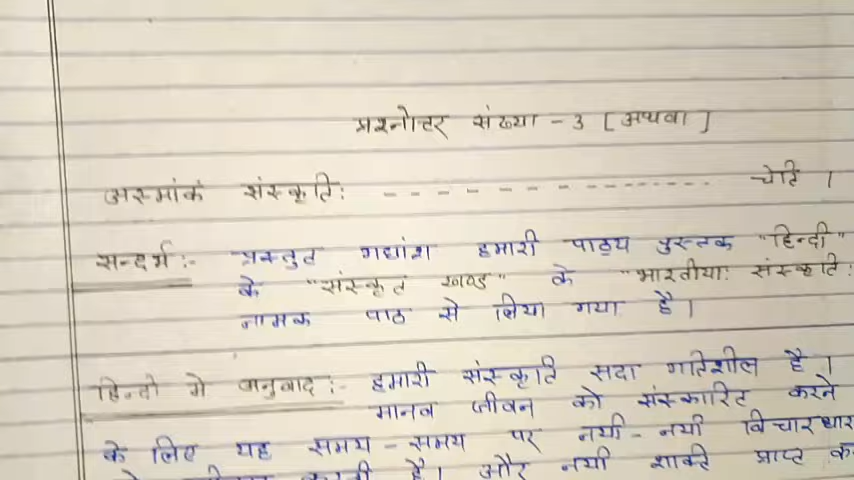 प्रश्नोत्तर संख्या - 3 [अथवा]
अस्मांकं संस्कृति: - - - - - - - - - - - - - - - चेति ।
सन्दर्भ :- प्रस्तुत गद्यांश हमारी पाठ्य पुस्तक "हिन्दी"
के "संस्कृत खण्ड" के "भारतीया: संस्कृति:
नामक पाठ से लिया गया है।
हिन्दी में अनुवाद :- हमारी संस्कृति सदा गतिशील है।
मानव जीवन को संस्कारित करने
के लिए यह समय - समय पर नयी - नयी विचारधार
है। और नयी शक्ति प्राप्त क